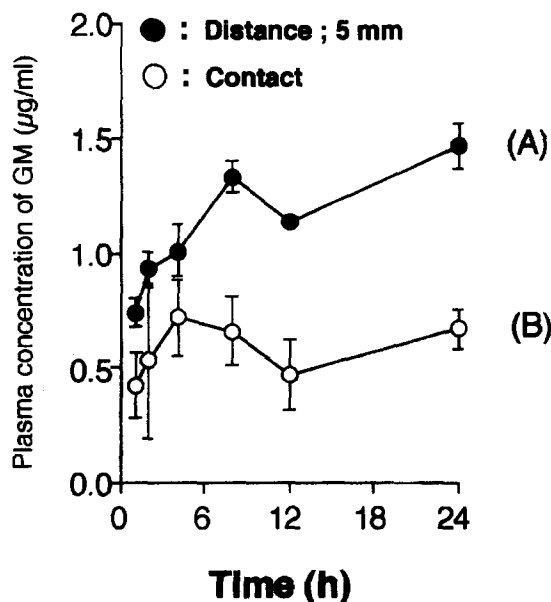 2.0
● : Distance ; 5 mm
○ : Contact
1.5
(A)
1.0
(B)
0.5
0.0
0 6 12 18 24
Time (h)
Plasma concentration of GM (µg/ml)